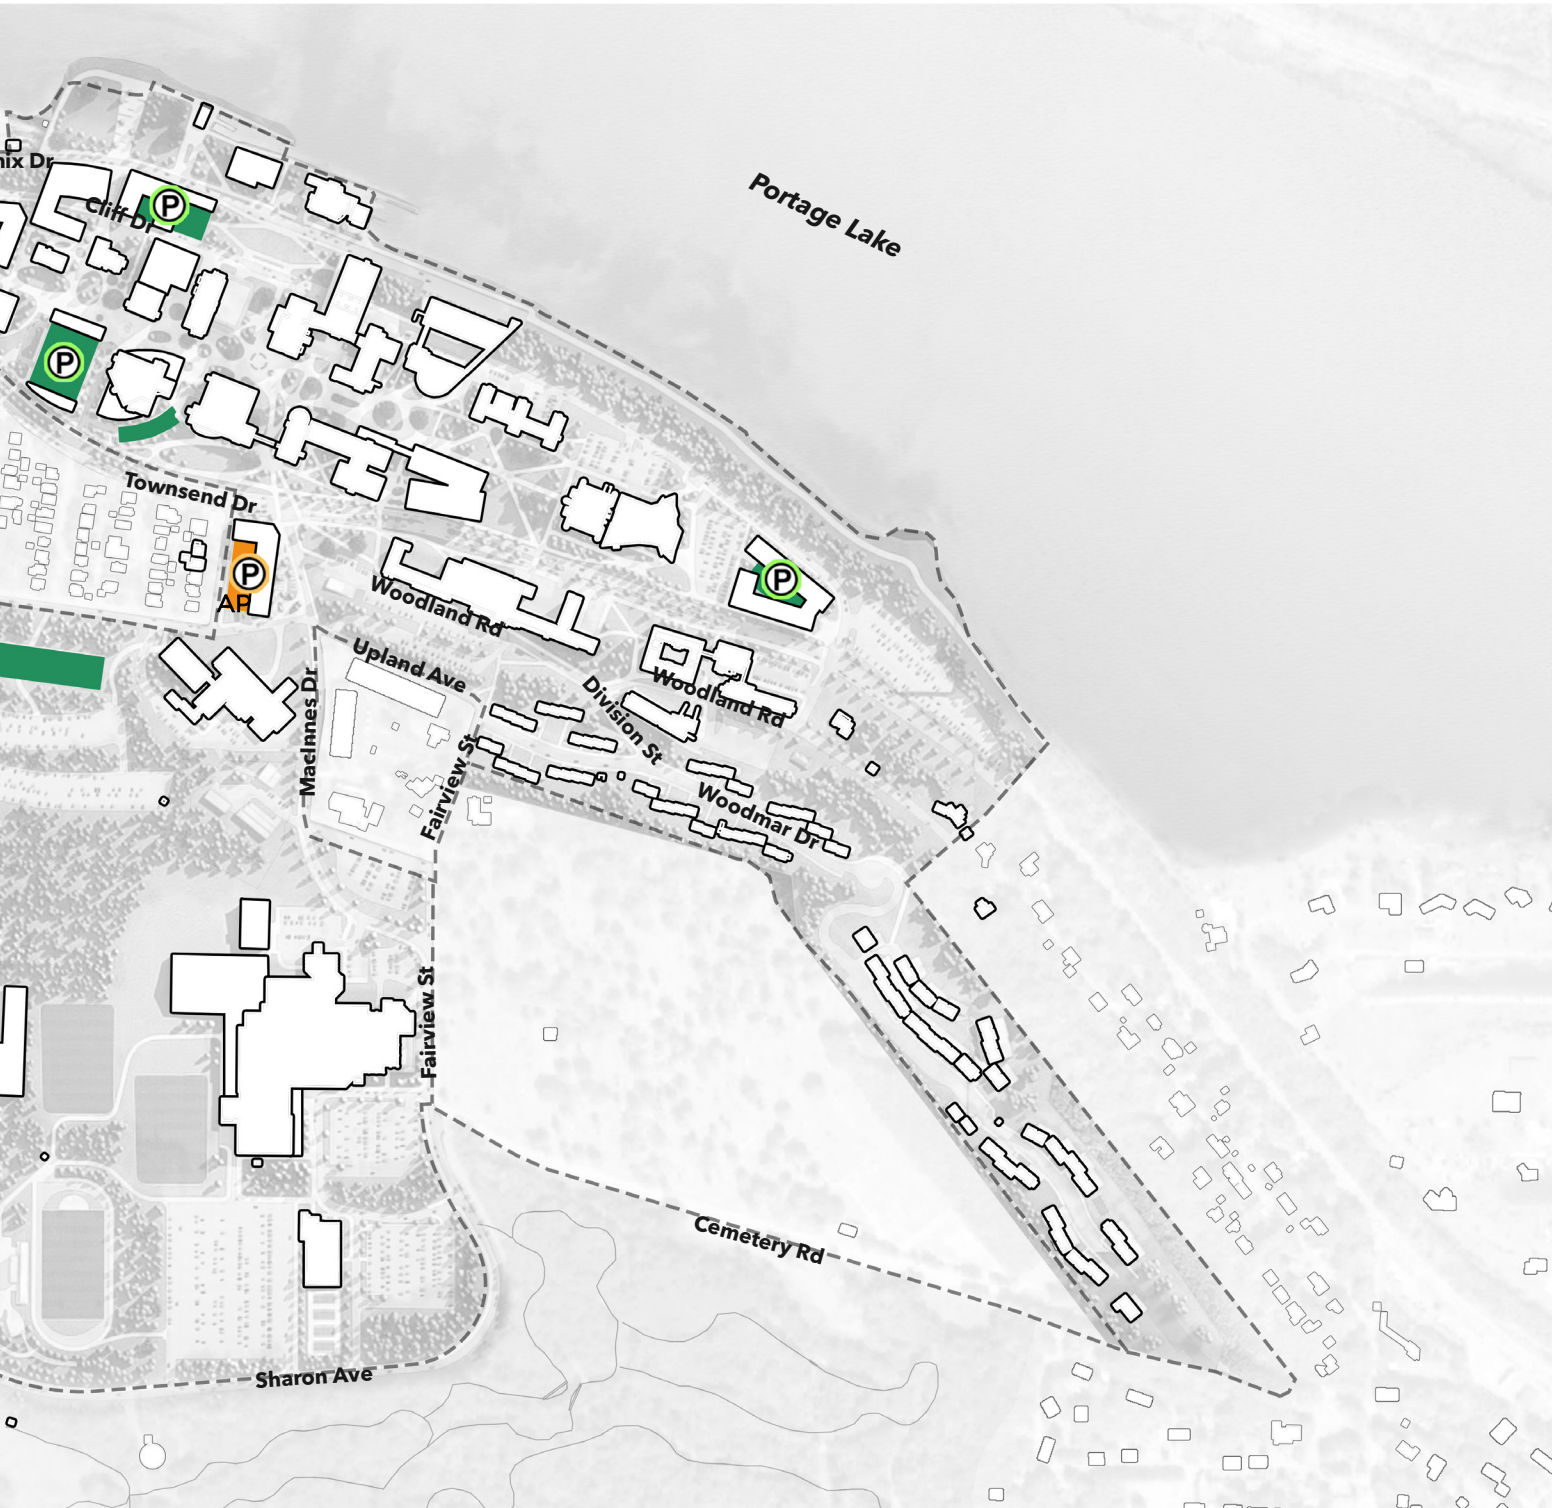 Portage Lake
nix Dr
Cliff Dr
P
P
Townsend Dr
P
AP
P
Woodland Rd
Upland Ave
Division St
Woodland Rd
MacInnes Dr
Fairview St
Woodmar Dr
Fairview St
Cemetery Rd
Sharon Ave